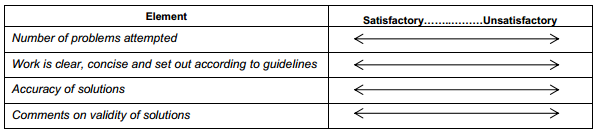 Element Satisfactory……..………Unsatisfactory
Number of problems attempted
Work is clear, concise and set out according to guidelines
Accuracy of solutions
Comments on validity of solutions